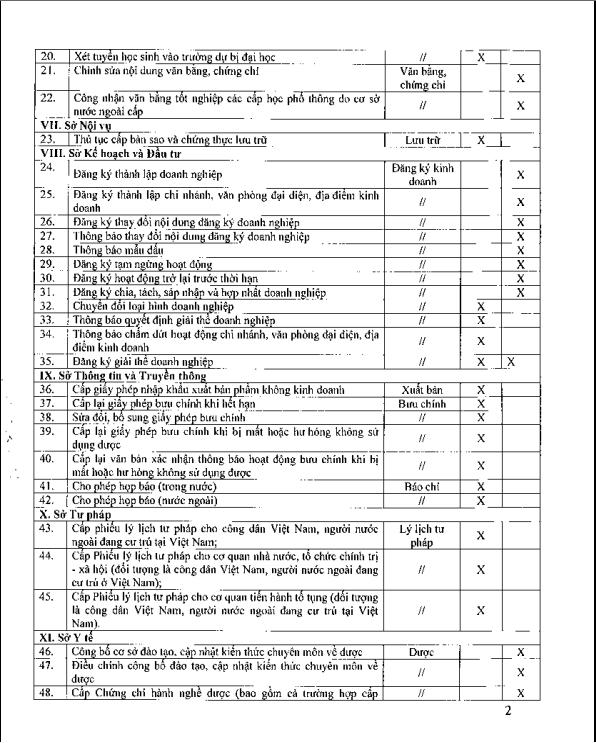 20. Xét tuyển học sinh vào trường dự bị đại học // X
21. Chỉnh sửa nội dung văn bằng, chứng chỉ Văn bằng,
chứng chỉ X
22. Công nhận văn bằng tốt nghiệp các cấp học phổ thông do cơ sở
nước ngoài cấp // X
VII. Sở Nội vụ
23. Thủ tục cấp bản sao và chứng thực lưu trữ Lưu trữ X
VIII. Sở Kế hoạch và Đầu tư
24. Đăng ký thành lập doanh nghiệp Đăng ký kinh
doanh X
25. Đăng ký thành lập chi nhánh, văn phòng đại diện, địa điểm kinh
doanh // X
26. Đăng ký thay đổi nội dung đăng ký doanh nghiệp // X
27. Thông báo thay đổi nội dung đăng ký doanh nghiệp // X
28. Thông báo mẫu dấu // X
29. Đăng ký tạm ngừng hoạt động // X
30. Đăng ký hoạt động trở lại trước thời hạn // X
31. Đăng ký chia, tách, sáp nhập và hợp nhất doanh nghiệp // X
32. Chuyển đổi loại hình doanh nghiệp // X
33. Thông báo quyết định giải thể doanh nghiệp // X
34. Thông báo chấm dứt hoạt động chi nhánh, văn phòng đại diện, địa
điểm kinh doanh // X
35. Đăng ký giải thể doanh nghiệp // X X
IX. Sở Thông tin và Truyền thông
36. Cấp giấy phép nhập khẩu xuất bản phẩm không kinh doanh Xuất bản X
37. Cấp lại giấy phép bưu chính khi hết hạn Bưu chính X
38. Sửa đổi, bổ sung giấy phép bưu chính // X
39. Cấp lại giấy phép bưu chính khi bị mất hoặc hư hỏng không sử
dụng được // X
40. Cấp lại văn bản xác nhận thông báo hoạt động bưu chính khi bị
mất hoặc hư hỏng không sử dụng được // X
41. Cho phép họp báo (trong nước) Báo chí X
42. Cho phép họp báo (nước ngoài) // X
X. Sở Tư pháp
43. Cấp phiếu lý lịch tư pháp cho công dân Việt Nam, người nước
ngoài đang cư trú tại Việt Nam; Lý lịch tư
pháp X
44. Cấp Phiếu lý lịch tư pháp cho cơ quan nhà nước, tổ chức chính trị
- xã hội (đối tượng là công dân Việt Nam, người nước ngoài đang
cư trú ở Việt Nam); // X
45. Cấp Phiếu lý lịch tư pháp cho cơ quan tiến hành tố tụng (đối tượng
là công dân Việt Nam, người nước ngoài đang cư trú tại Việt
Nam). // X
XI. Sở Y tế
46. Công bố cơ sở đào tạo, cập nhật kiến thức chuyên môn về dược Dược X
47. Điều chỉnh công bố đào tạo, cập nhật kiến thức chuyên môn về
dược // X
48. Cấp Chứng chỉ hành nghề dược (bao gồm cả trường hợp cấp // X
2